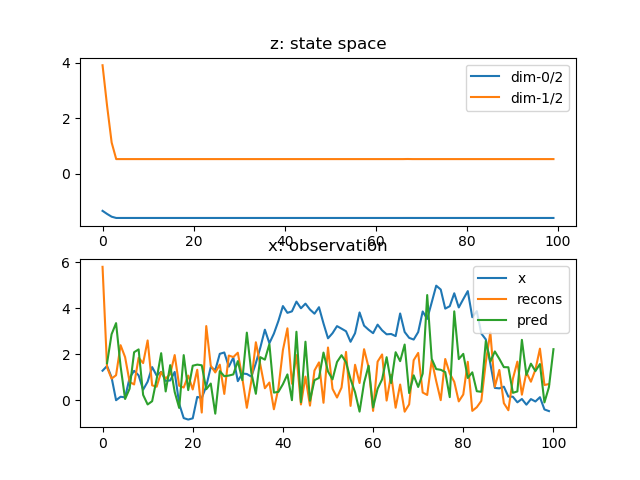 z: state space
4
2
0
dim-0/2
dim-1/2
0 20 40 60 80 100
x: observation
6
4
2
0
x
recons
pred
0 20 40 60 80 100